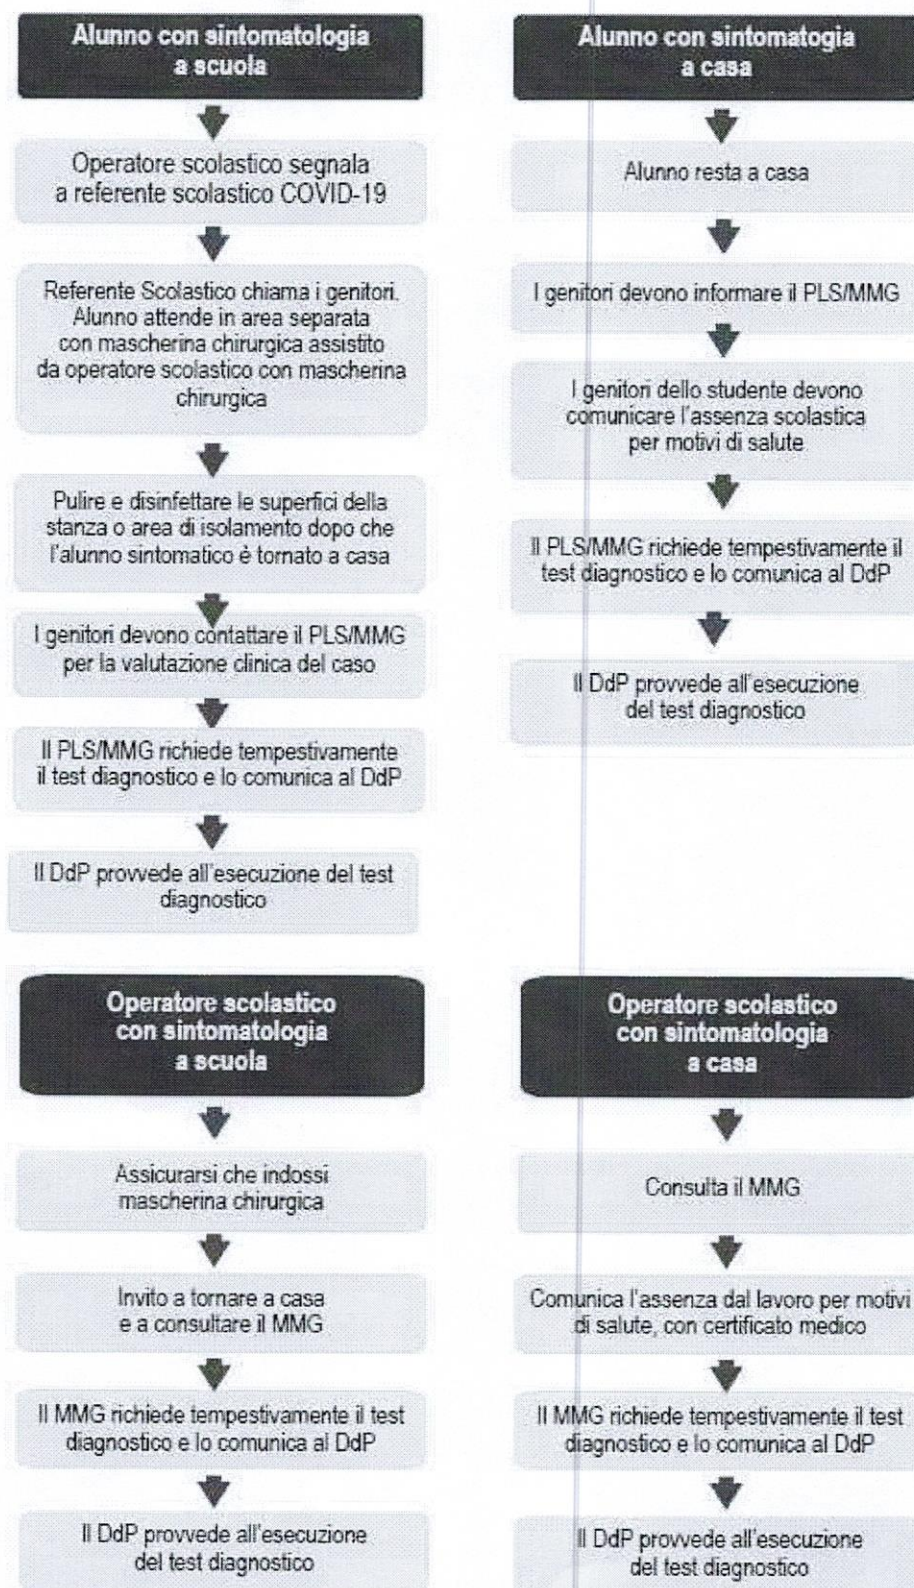 Alunno con sintomatologia
a scuola
Operatore scolastico segnala
a referente scolastico COVID-19
Referente Scolastico chiama i genitori.
Alunno attende in area separata
con mascherina chirurgica assistito
da operatore scolastico con mascherina
chirurgica
Pulire e disinfettare le superfici della
stanza o area di isolamento dopo che
l'alunno sintomatico è tornato a casa
I genitori devono contattare il PLS/MMG
per la valutazione clinica del caso
Il PLS/MMG richiede tempestivamente
il test diagnostico e lo comunica al DdP
Il DdP provvede all'esecuzione del test
diagnostico
Alunno con sintomatogia
a casa
Alunno resta a casa
I genitori devono informare il PLS/MMG
I genitori dello studente devono
comunicare l'assenza scolastica
per motivi di salute
Il PLS/MMG richiede tempestivamente il
test diagnostico e lo comunica al DdP
Il DdP provvede all'esecuzione
del test diagnostico
Operatore scolastico
con sintomatologia
a scuola
Assicurarsi che indossi
mascherina chirurgica
Invito a tornare a casa
e a consultare il MMG
Il MMG richiede tempestivamente il test
diagnostico e lo comunica al DdP
Il DdP provvede all'esecuzione
del test diagnostico
Operatore scolastico
con sintomatologia
a casa
Consulta il MMG
Comunica l'assenza dal lavoro per motivi
di salute, con certificato medico
Il MMG richiede tempestivamente il test
diagnostico e lo comunica al DdP
Il DdP provvede all'esecuzione
del test diagnostico